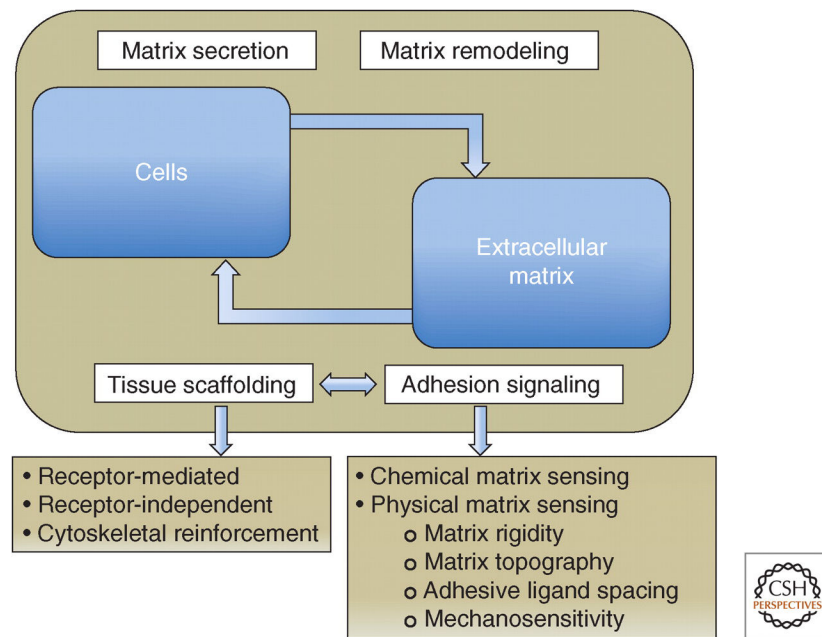 Matrix secretion
Matrix remodeling
Cells
Extracellular
matrix
Tissue scaffolding
Adhesion signaling
• Receptor-mediated
• Receptor-independent
• Cytoskeletal reinforcement
• Chemical matrix sensing
• Physical matrix sensing
o Matrix rigidity
o Matrix topography
o Adhesive ligand spacing
o Mechanosensitivity
CSH
PERSPECTIVES